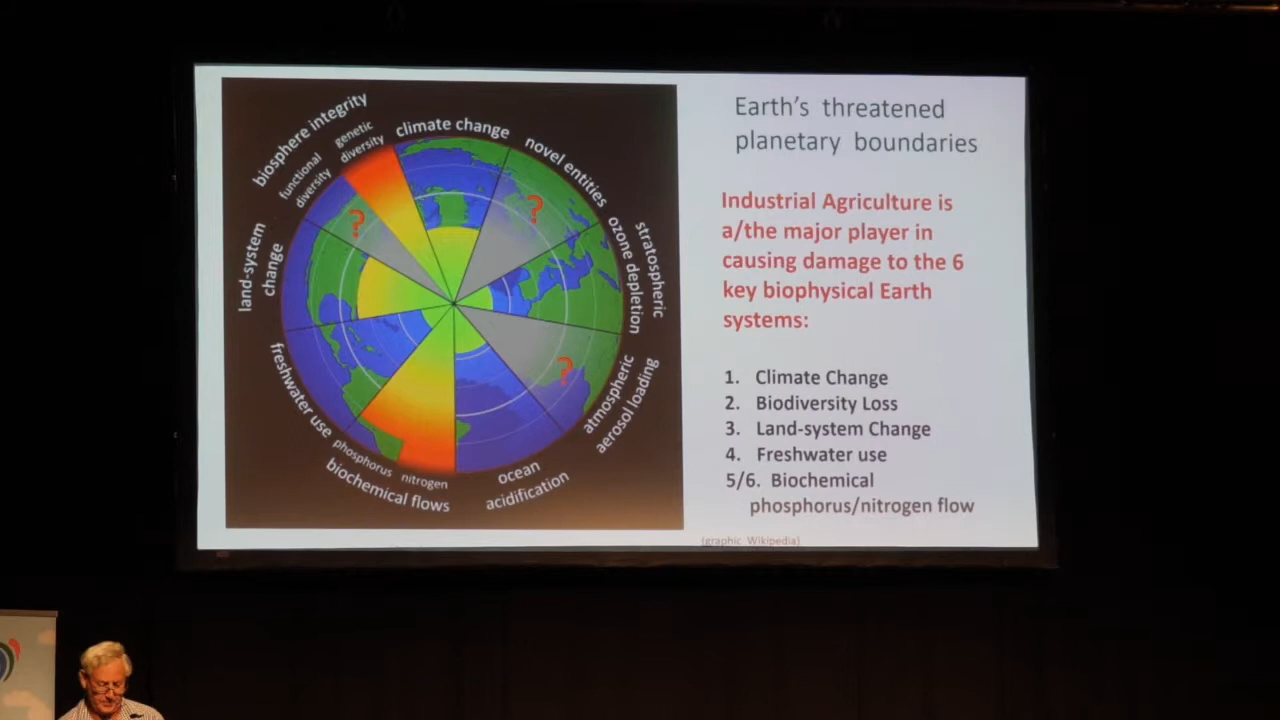 Earth's threatened
planetary boundaries
Industrial Agriculture is
a/the major player in
causing damage to the 6
key biophysical Earth
systems:
1. Climate Change
2. Biodiversity Loss
3. Land-system Change
4. Freshwater use
5/6. Biochemical
phosphorus/nitrogen flow
(graphic Wikipedia)
biosphere integrity
functional
diversity
genetic
diversity
climate change
novel entities
stratospheric
ozone depletion
atmospheric
aerosol loading
ocean
acidification
biochemical flows
phosphorus
nitrogen
freshwater use
land-system
change
?
?
?